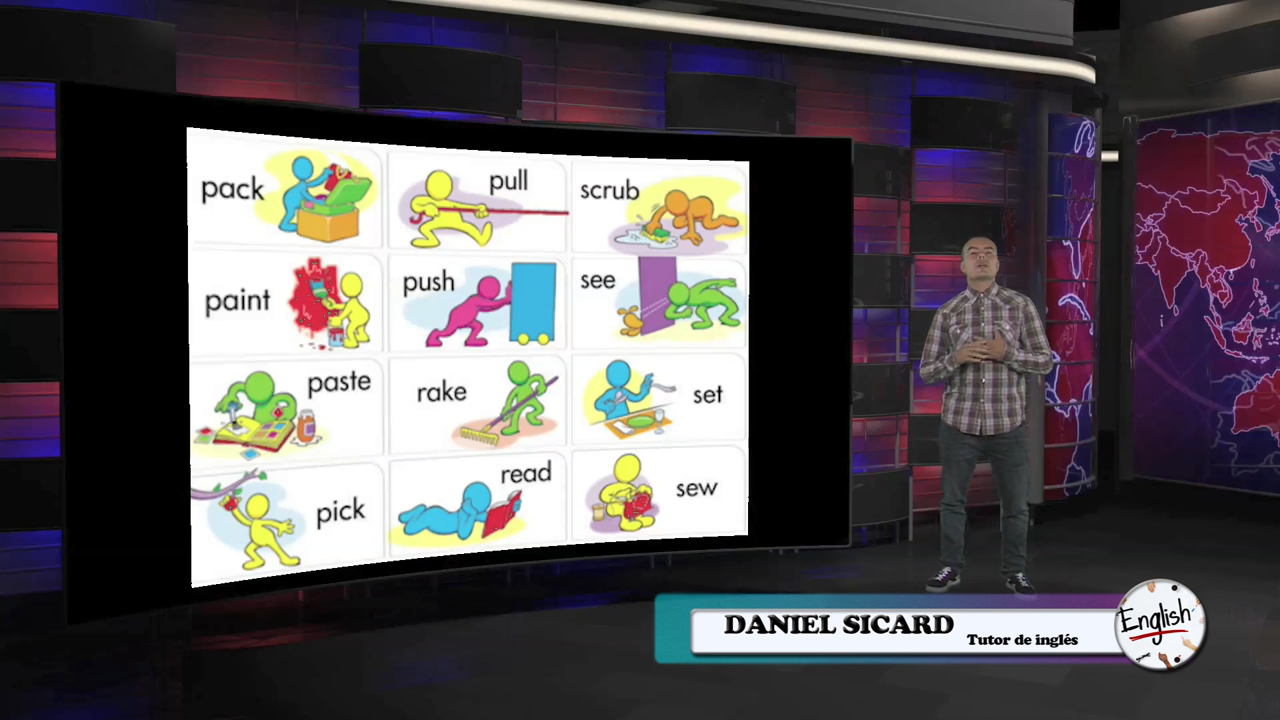 pack
pull
scrub
paint
push
see
paste
rake
set
pick
read
sew
DANIEL SICARD
Tutor de inglés
English